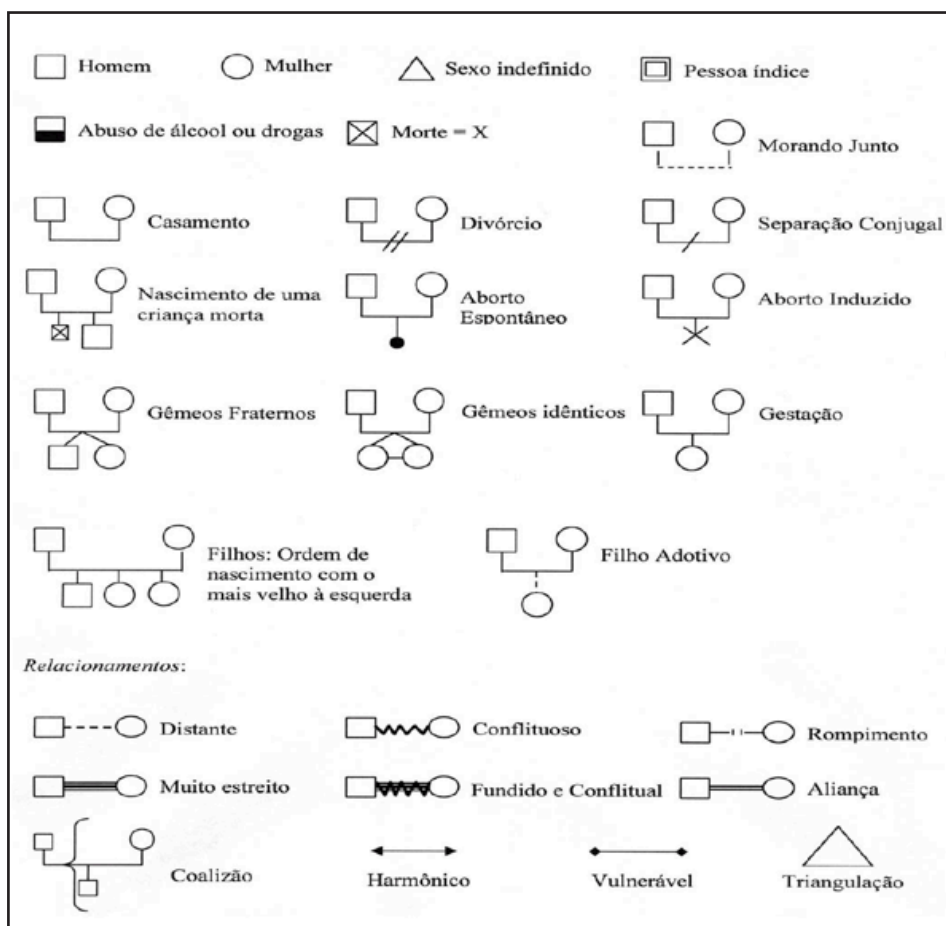 Homem
Mulher
Sexo indefinido
Pessoa índice
Abuso de álcool ou drogas
Morte = X
Morando Junto
Casamento
Divórcio
Separação Conjugal
Nascimento de uma
criança morta
Aborto
Espontâneo
Aborto Induzido
Gêmeos Fraternos
Gêmeos idênticos
Gestação
Filhos: Ordem de
nascimento com o
mais velho à esquerda
Filho Adotivo
Relacionamentos:
Distante
Conflituoso
Rompimento
Muito estreito
Fundido e Conflitual
Aliança
Coalizão
Harmônico
Vulnerável
Triangulação